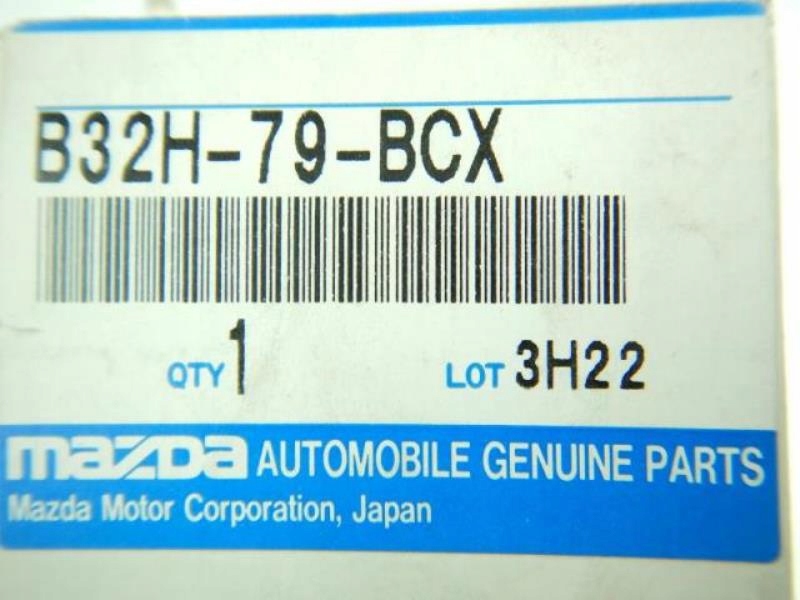 B32H-79-BCX
QTY 1 LOT 3H22
mazda AUTOMOBILE GENUINE PARTS
Mazda Motor Corporation, Japan